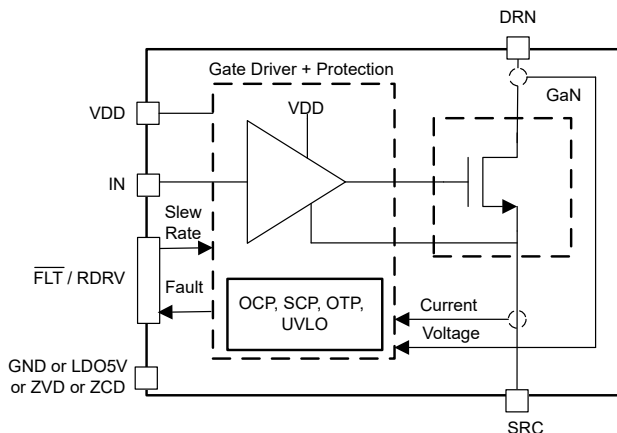 DRN
Gate Driver + Protection
GaN
VDD
VDD
IN
Slew
Rate
FLT / RDRV
Fault
OCP, SCP, OTP,
UVLO
Current
Voltage
GND or LDO5V
or ZVD or ZCD
SRC